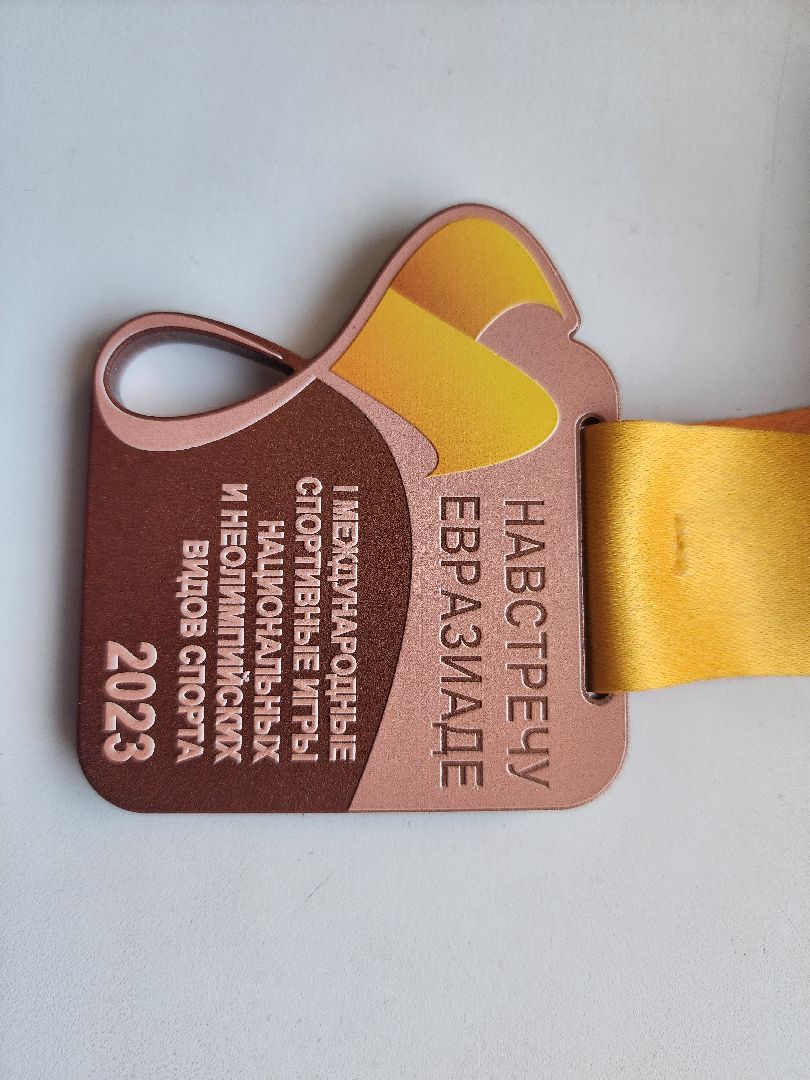 НАВСТРЕЧУ
ЕВРАЗИАДЕ
I МЕЖДУНАРОДНЫЕ
СПОРТИВНЫЕ ИГРЫ
НАЦИОНАЛЬНЫХ
И НЕОЛИМПИЙСКИХ
ВИДОВ СПОРТА
2023